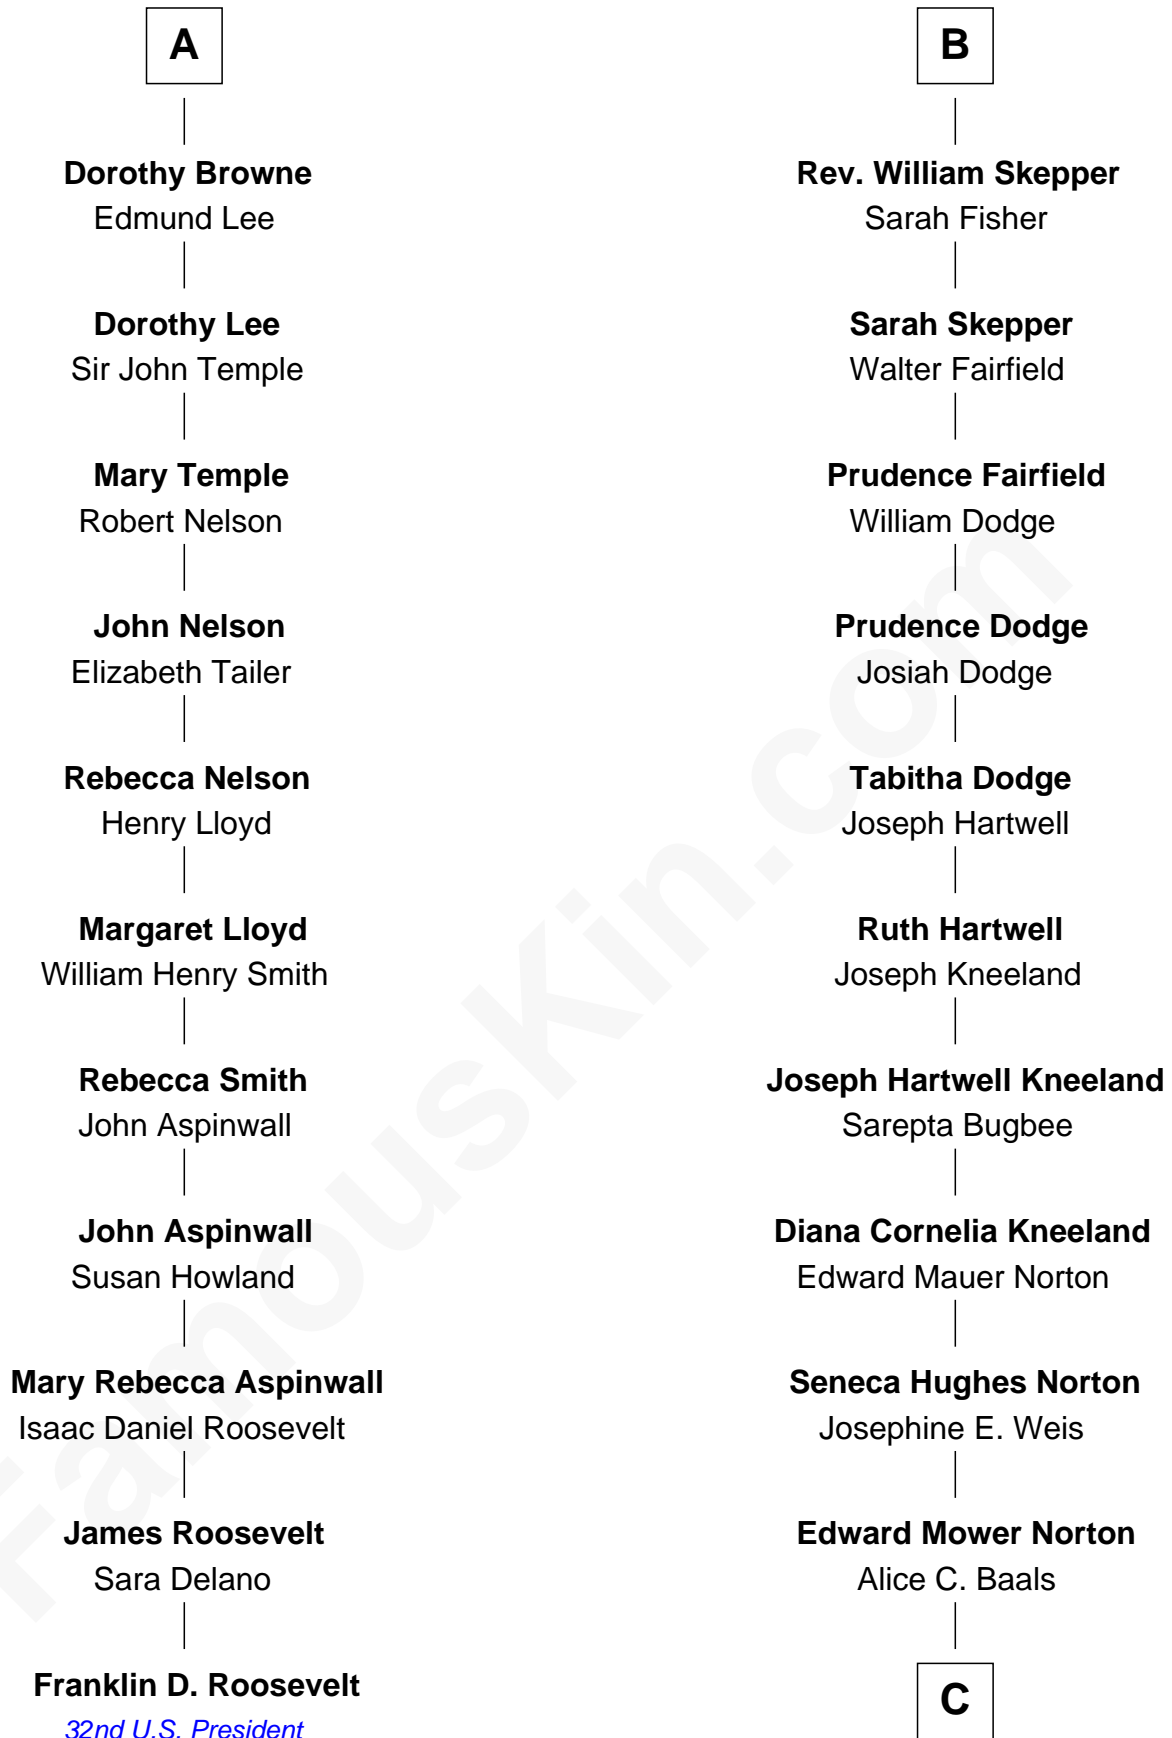 A
Dorothy Browne
Edmund Lee
Dorothy Lee
Sir John Temple
Mary Temple
Robert Nelson
John Nelson
Elizabeth Tailer
Rebecca Nelson
Henry Lloyd
Margaret Lloyd
William Henry Smith
Rebecca Smith
John Aspinwall
John Aspinwall
Susan Howland
Mary Rebecca Aspinwall
Isaac Daniel Roosevelt
James Roosevelt
Sara Delano
Franklin D. Roosevelt
32nd U.S. President
B
Rev. William Skepper
Sarah Fisher
Sarah Skepper
Walter Fairfield
Prudence Fairfield
William Dodge
Prudence Dodge
Josiah Dodge
Tabitha Dodge
Joseph Hartwell
Ruth Hartwell
Joseph Kneeland
Joseph Hartwell Kneeland
Sarepta Bugbee
Diana Cornelia Kneeland
Edward Mauer Norton
Seneca Hughes Norton
Josephine E. Weis
Edward Mower Norton
Alice C. Baals
C
FamousKin.com